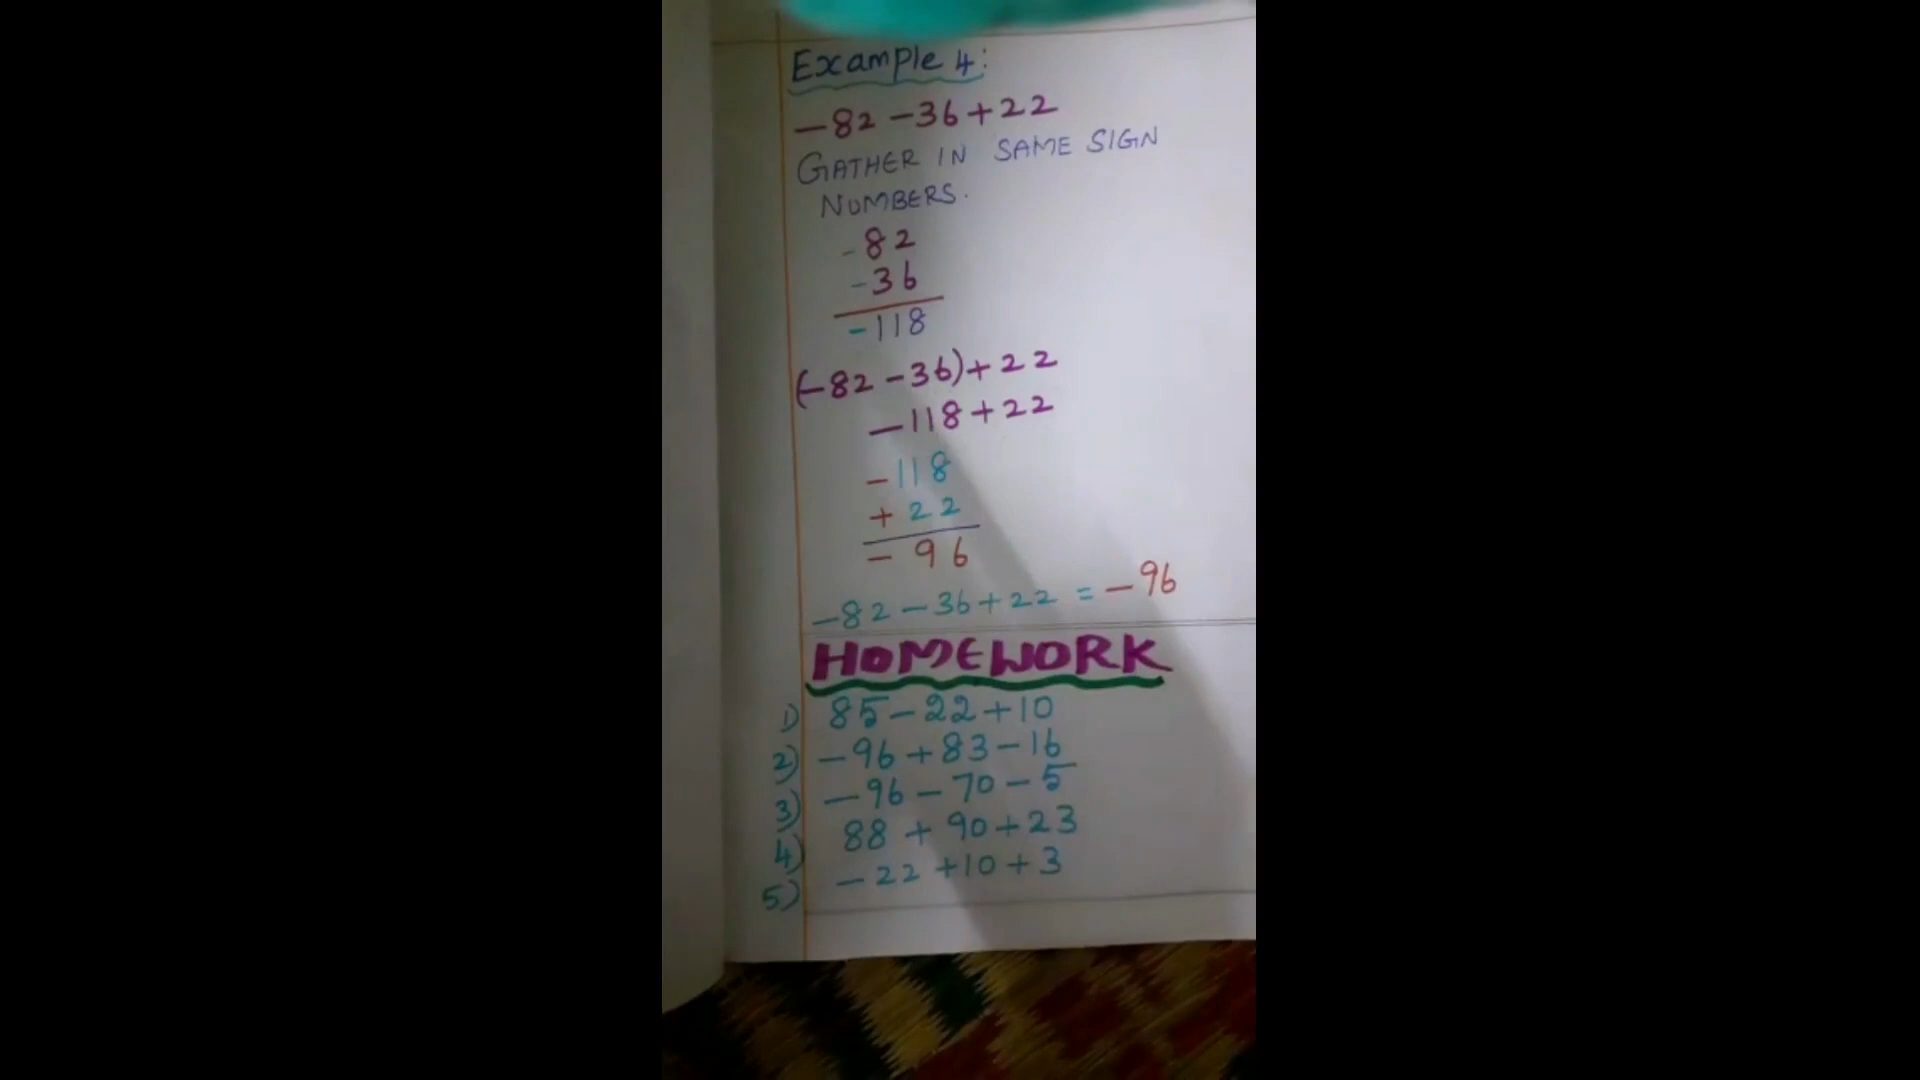 Example 4:
-82-36+22
GATHER IN SAME SIGN
NUMBERS.
-82
-36
-118
(-82-36)+22
-118+22
-118
+22
-96
-82-36+22 = -96
HOMEWORK
1) 85-22+10
2) -96+83-16
3) -96-70-5
4) 88+90+23
5) -22+10+3